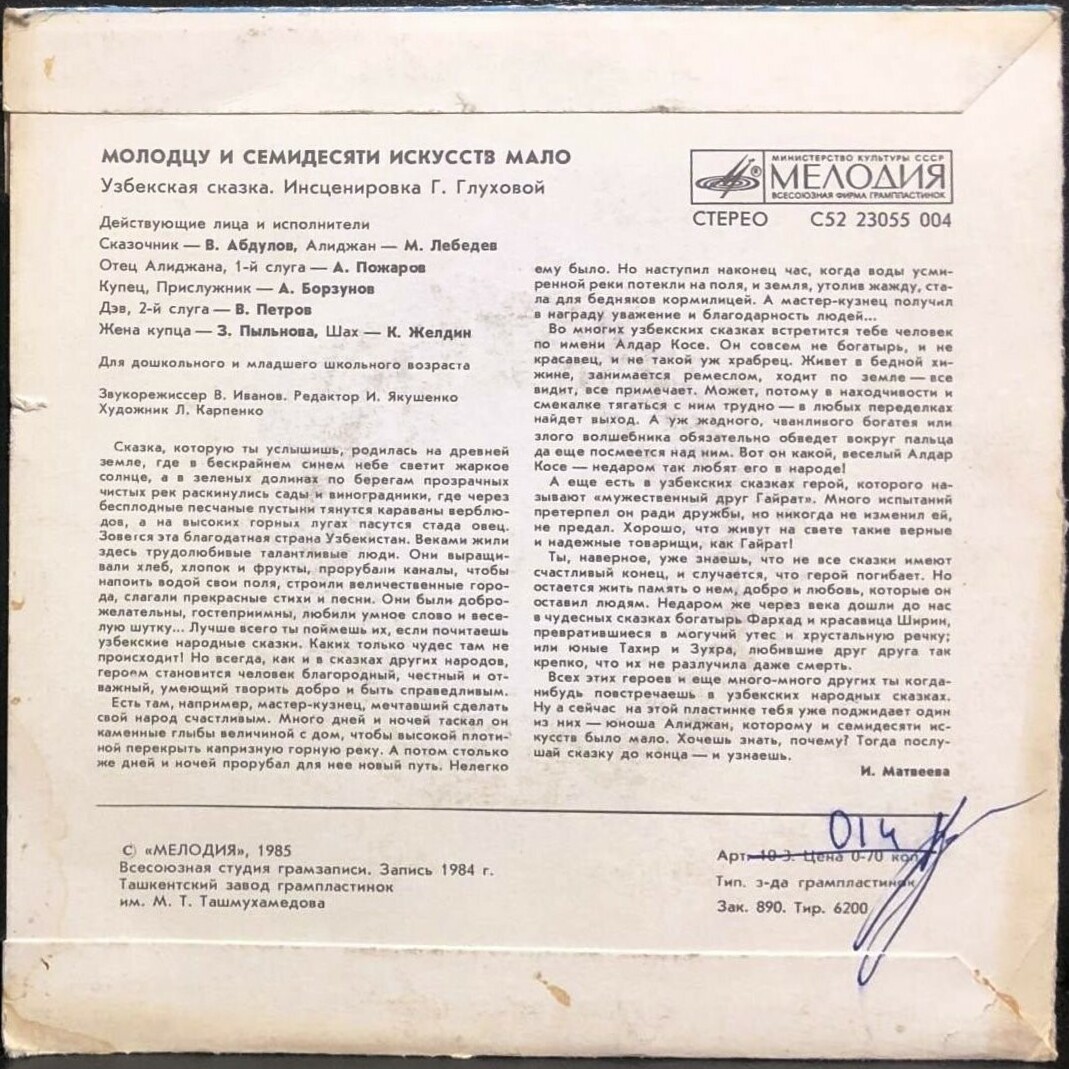 МОЛОДЦУ И СЕМИДЕСЯТИ ИСКУССТВ МАЛО
Узбекская сказка. Инсценировка Г. Глуховой
МИНИСТЕРСТВО КУЛЬТУРЫ СССР
МЕЛОДИЯ
ВСЕСОЮЗНАЯ ФИРМА ГРАМПЛАСТИНОК
СТЕРЕО С52 23055 004
Действующие лица и исполнители
Сказочник — В. Абдулов, Алиджан — М. Лебедев
Отец Алиджана, 1-й слуга — А. Пожаров
Купец, Прислужник — А. Борзунов
Дэв, 2-й слуга — В. Петров
Жена купца — З. Пыльнова, Шах — К. Желдин
Для дошкольного и младшего школьного возраста
Звукорежиссер В. Иванов. Редактор И. Якушенко
Художник Л. Карпенко
Сказка, которую ты услышишь, родилась на древней
земле, где в бескрайнем синем небе светит жаркое
солнце, а в зеленых долинах по берегам прозрачных
чистых рек раскинулись сады и виноградники, где через
бесплодные песчаные пустыни тянутся караваны верблю-
дов, а на высоких горных лугах пасутся стада овец.
Зовется эта благодатная страна Узбекистан. Веками жили
здесь трудолюбивые талантливые люди. Они выращи-
вали хлеб, хлопок и фрукты, прорубали каналы, чтобы
напоить водой свои поля, строили величественные горо-
да, слагали прекрасные стихи и песни. Они были добро-
желательны, гостеприимны, любили умное слово и весе-
лую шутку... Лучше всего ты поймешь их, если почитаешь
узбекские народные сказки. Каких только чудес там не
происходит! Но всегда, как и в сказках других народов,
героем становится человек благородный, честный и от-
важный, умеющий творить добро и быть справедливым.
Есть там, например, мастер-кузнец, мечтавший сделать
свой народ счастливым. Много дней и ночей таскал он
каменные глыбы величиной с дом, чтобы высокой плоти-
ной перекрыть капризную горную реку. А потом столько
же дней и ночей прорубал для нее новый путь. Нелегко
ему было. Но наступил наконец час, когда воды усми-
ренной реки потекли на поля, и земля, утолив жажду, ста-
ла для бедняков кормилицей. А мастер-кузнец получил
в награду уважение и благодарность людей...
Во многих узбекских сказках встретится тебе человек
по имени Алдар Косе. Он совсем не богатырь, и не
красавец, и не такой уж храбрец. Живет в бедной хи-
жине, занимается ремеслом, ходит по земле — все
видит, все примечает. Может, потому в находчивости и
смекалке тягаться с ним трудно — в любых переделках
найдет выход. А уж жадного, чванливого богатея или
злого волшебника обязательно обведет вокруг пальца
да еще посмеется над ним. Вот он какой, веселый Алдар
Косе — недаром так любят его в народе!
А еще есть в узбекских сказках герой, которого на-
зывают «мужественный друг Гайрат». Много испытаний
претерпел он ради дружбы, но никогда не изменил ей,
не предал. Хорошо, что живут на свете такие верные
и надежные товарищи, как Гайрат!
Ты, наверное, уже знаешь, что не все сказки имеют
счастливый конец, и случается, что герой погибает. Но
остается жить память о нем, добро и любовь, которые он
оставил людям. Недаром же через века дошли до нас
в чудесных сказках богатырь Фархад и красавица Ширин,
превратившиеся в могучий утес и хрустальную речку;
или юные Тахир и Зухра, любившие друг друга так
крепко, что их не разлучила даже смерть.
Всех этих героев и еще много-много других ты когда-
нибудь повстречаешь в узбекских народных сказках.
Ну а сейчас на этой пластинке тебя уже поджидает один
из них — юноша Алиджан, которому и семидесяти ис-
кусств было мало. Хочешь знать, почему? Тогда послу-
шай сказку до конца — и узнаешь.
И. Матвеева
© «МЕЛОДИЯ», 1985
Всесоюзная студия грамзаписи. Запись 1984 г.
Ташкентский завод грампластинок
им. М. Т. Ташмухамедова
Арт. 10-3. Цена 0-70 коп.
Тип. з-да грампластинок
Зак. 890. Тир. 6200